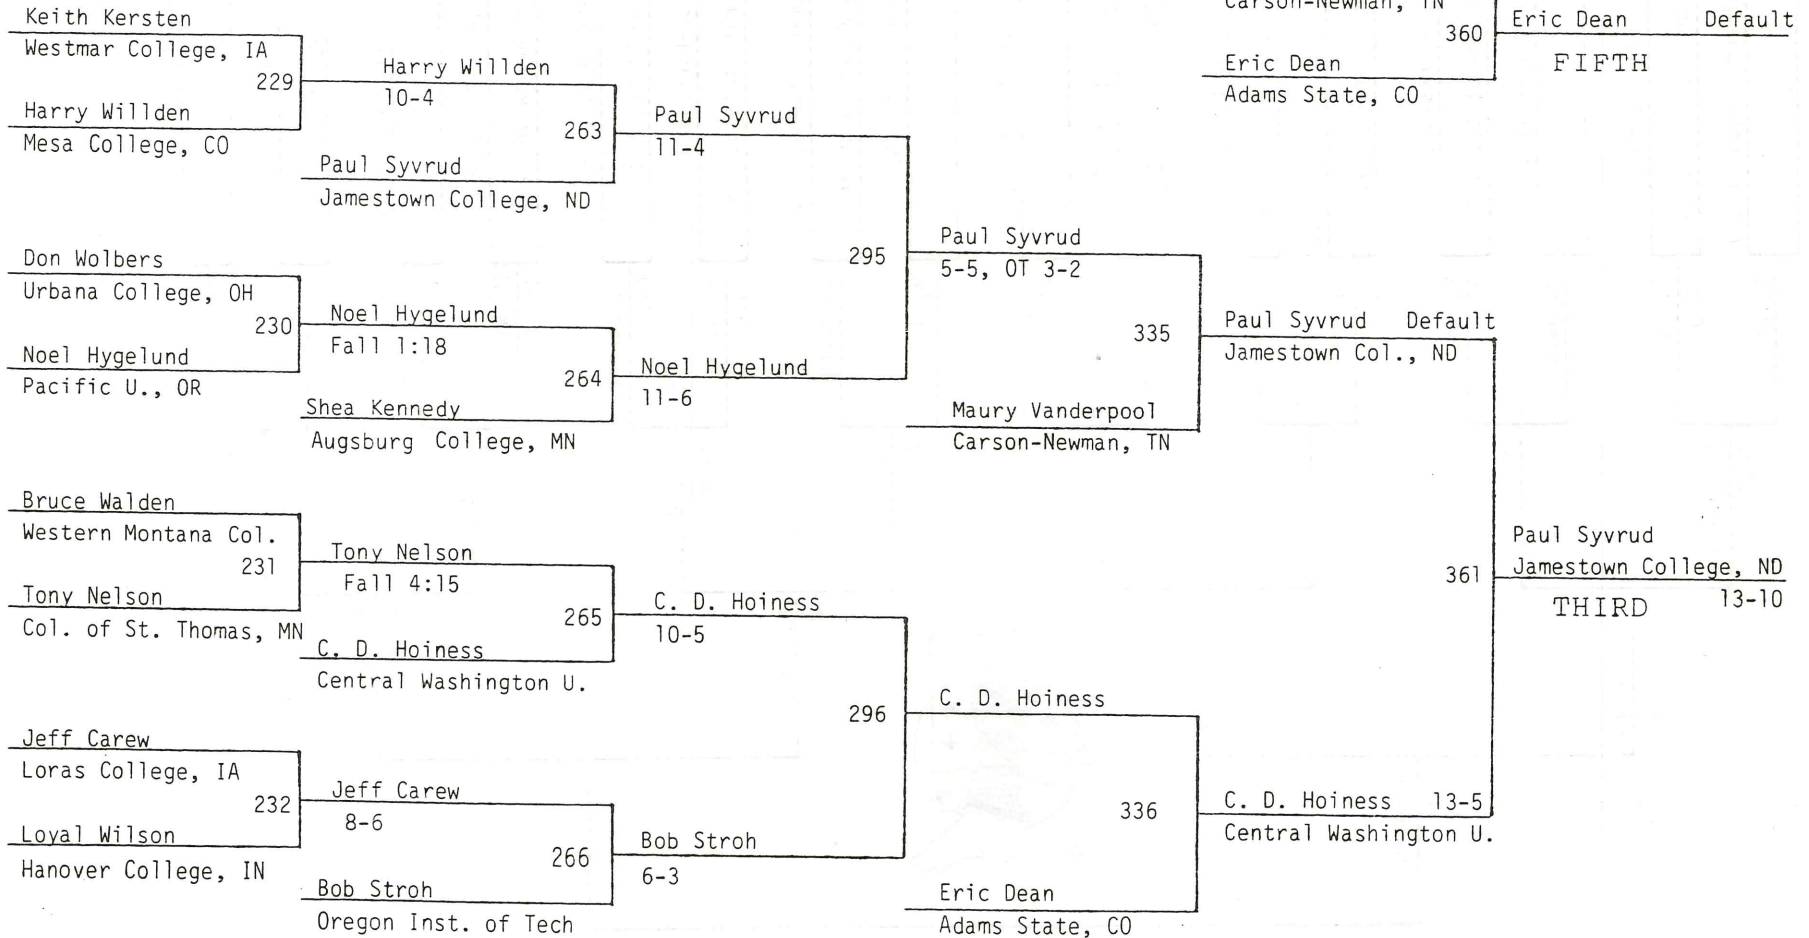 Keith Kersten
Westmar College, IA
229
Harry Willden
Mesa College, CO
Harry Willden
10-4
263
Paul Syvrud
Jamestown College, ND
Paul Syvrud
11-4
Don Wolbers
Urbana College, OH
230
Noel Hygelund
Pacific U., OR
Noel Hygelund
Fall 1:18
264
Shea Kennedy
Augsburg College, MN
Noel Hygelund
11-6
295
Paul Syvrud
5-5, OT 3-2
335
Maury Vanderpool
Carson-Newman, TN
Paul Syvrud Default
Jamestown Col., ND
Bruce Walden
Western Montana Col.
231
Tony Nelson
Col. of St. Thomas, MN
Tony Nelson
Fall 4:15
265
C. D. Hoiness
Central Washington U.
C. D. Hoiness
10-5
Jeff Carew
Loras College, IA
232
Loyal Wilson
Hanover College, IN
Jeff Carew
8-6
266
Bob Stroh
Oregon Inst. of Tech
Bob Stroh
6-3
296
C. D. Hoiness
336
Eric Dean
Adams State, CO
C. D. Hoiness 13-5
Central Washington U.
361
Paul Syvrud
Jamestown College, ND
THIRD 13-10
Carson-Newman, TN
360
Eric Dean
Adams State, CO
Eric Dean Default
FIFTH